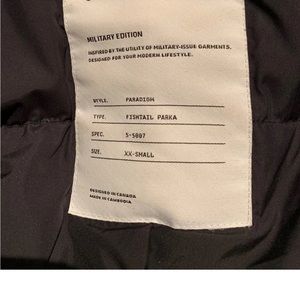 MILITARY EDITION
INSPIRED BY THE UTILITY OF MILITARY-ISSUE GARMENTS.
DESIGNED FOR YOUR MODERN LIFESTYLE.
STYLE. PARADIGM
TYPE. FISHTAIL PARKA
SPEC. S-5007
SIZE. XX-SMALL
DESIGNED IN CANADA
MADE IN CAMBODIA